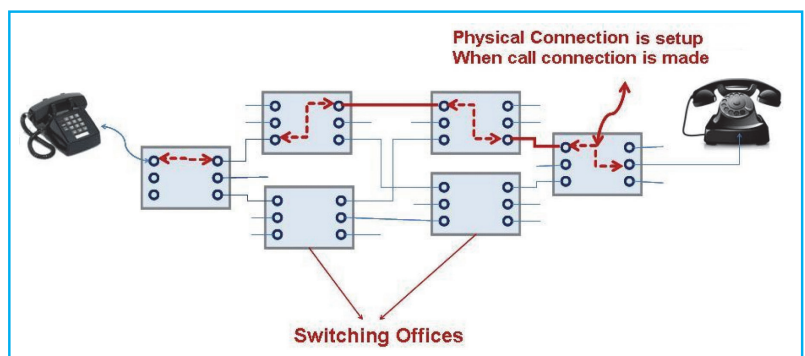 Physical Connection is setup
When call connection is made
Switching Offices